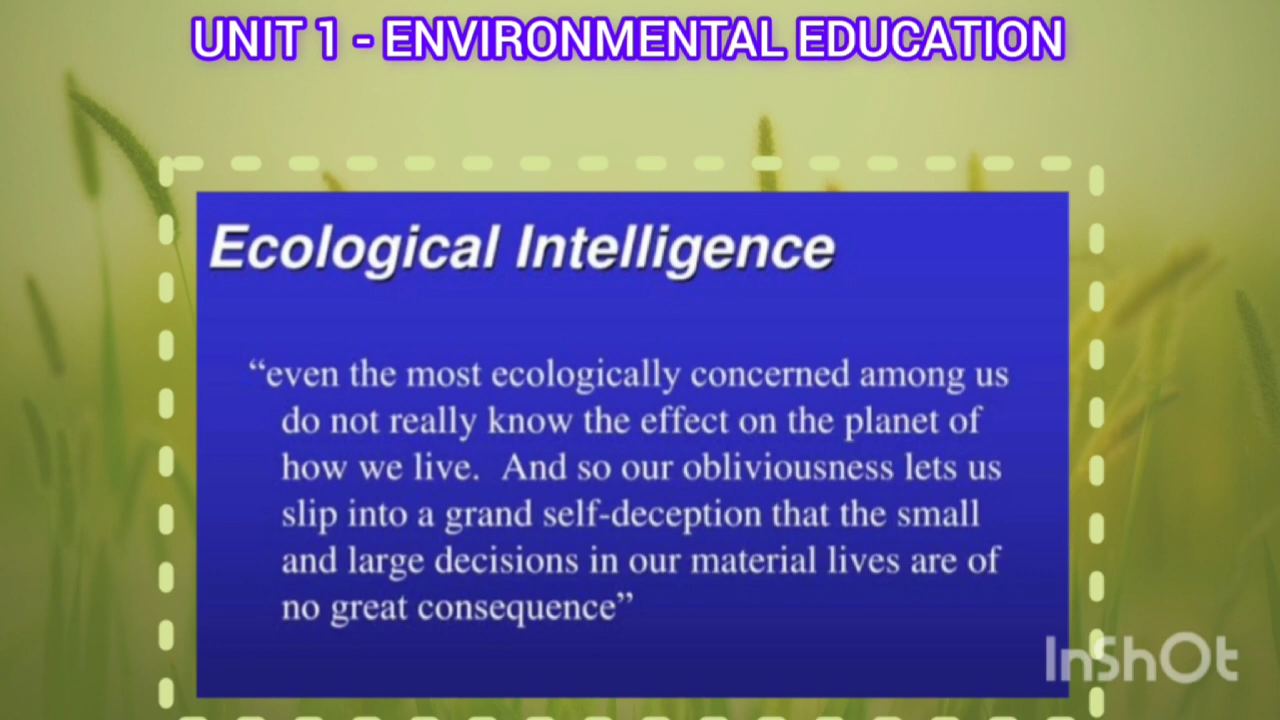 UNIT 1 - ENVIRONMENTAL EDUCATION
Ecological Intelligence
“even the most ecologically concerned among us
do not really know the effect on the planet of
how we live.  And so our obliviousness lets us
slip into a grand self-deception that the small
and large decisions in our material lives are of
no great consequence”
InShOt